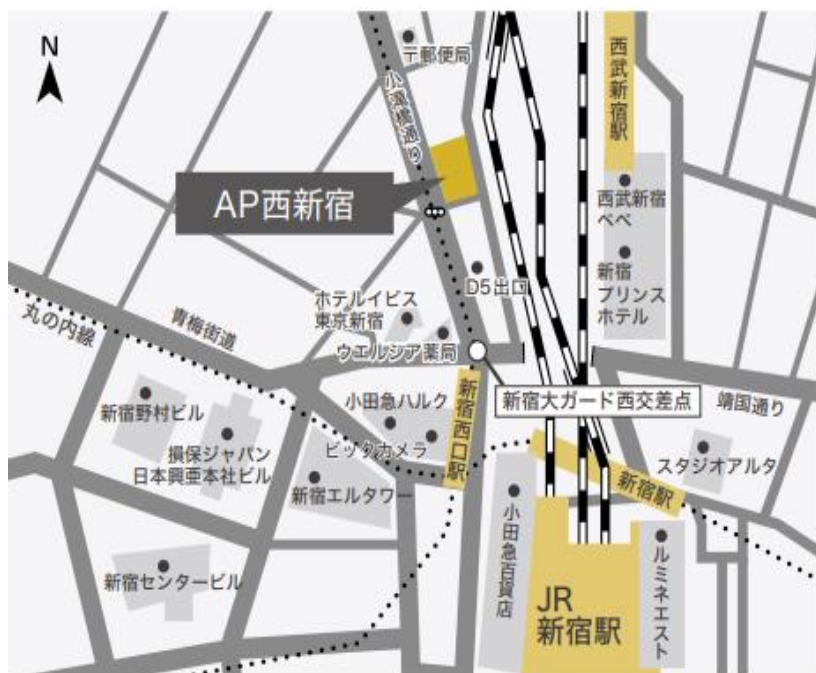 N
〒郵便局
小滝橋通り
西武新宿駅
AP西新宿
西武新宿
ペペ
D5出口
新宿
プリンス
ホテル
ホテルイビス
東京新宿
丸の内線
青梅街道
ウエルシア薬局
新宿大ガード西交差点
靖国通り
新宿西口駅
小田急ハルク
新宿野村ビル
ビックカメラ
損保ジャパン
日本興亜本社ビル
スタジオアルタ
新宿エルタワー
新宿駅
小田急百貨店
新宿センタービル
JR
新宿駅
ルミネエスト